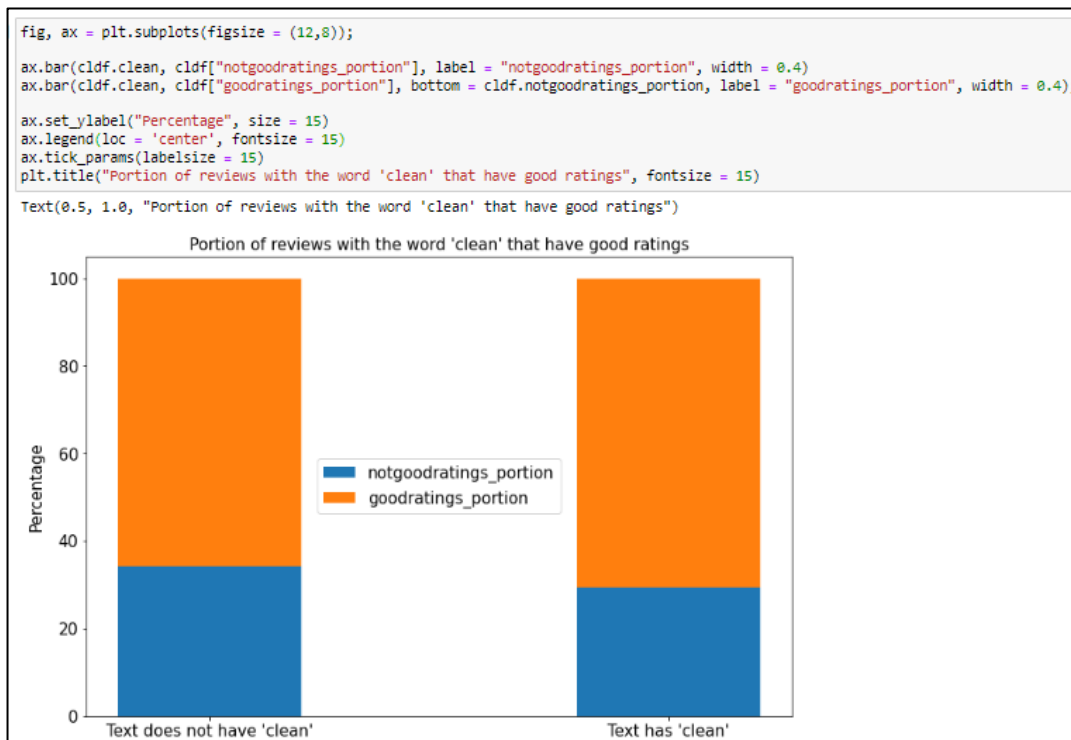 fig, ax = plt.subplots(figsize = (12,8));
ax.bar(cldf.clean, cldf["notgoodratings_portion"], label = "notgoodratings_portion", width = 0.4)
ax.bar(cldf.clean, cldf["goodratings_portion"], bottom = cldf.notgoodratings_portion, label = "goodratings_portion", width = 0.4)
ax.set_ylabel("Percentage", size = 15)
ax.legend(loc = 'center', fontsize = 15)
ax.tick_params(labelsize = 15)
plt.title("Portion of reviews with the word 'clean' that have good ratings", fontsize = 15)
Text(0.5, 1.0, "Portion of reviews with the word 'clean' that have good ratings")
Portion of reviews with the word 'clean' that have good ratings
100
80
60
40
20
0
Percentage
notgoodratings_portion
goodratings_portion
Text does not have 'clean'
Text has 'clean'